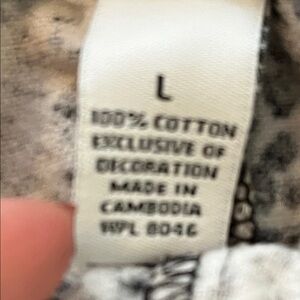 L
100% COTTON
EXCLUSIVE OF
DECORATION
MADE IN
CAMBODIA
WPL 8046